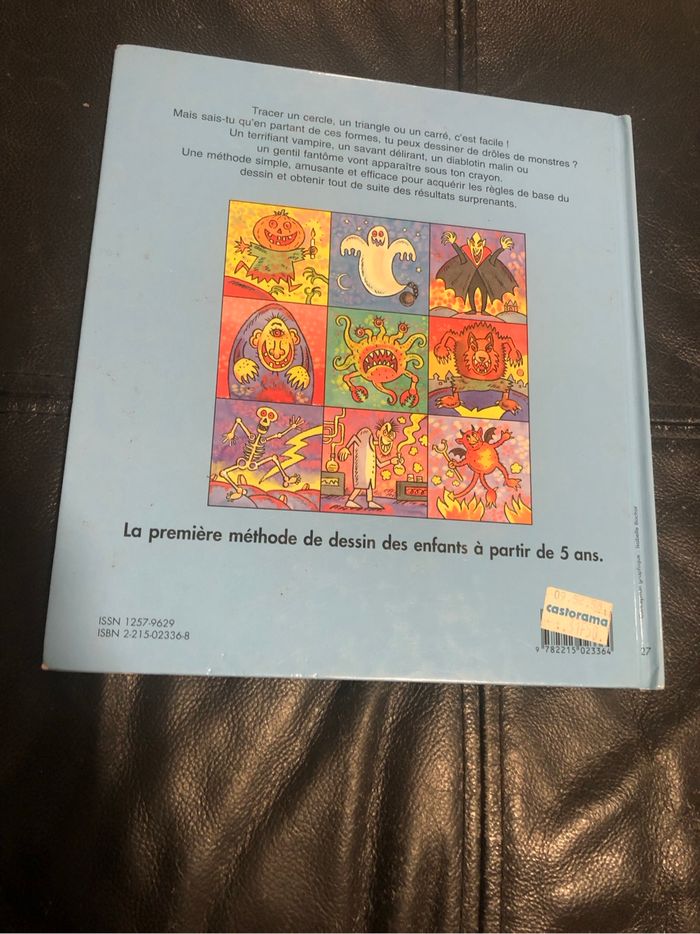 Tracer un cercle, un triangle ou un carré, c'est facile !
Mais sais-tu qu'en partant de ces formes, tu peux dessiner de drôles de monstres ?
Un terrifiant vampire, un savant délirant, un diablotin malin ou
un gentil fantôme vont apparaître sous ton crayon.
Une méthode simple, amusante et efficace pour acquérir les règles de base du
dessin et obtenir tout de suite des résultats surprenants.
La première méthode de dessin des enfants à partir de 5 ans.
ISSN 1257-9629
ISBN 2-215-02336-8
castorama
9 782215 023364
27
graphique : Isabelle Bochot